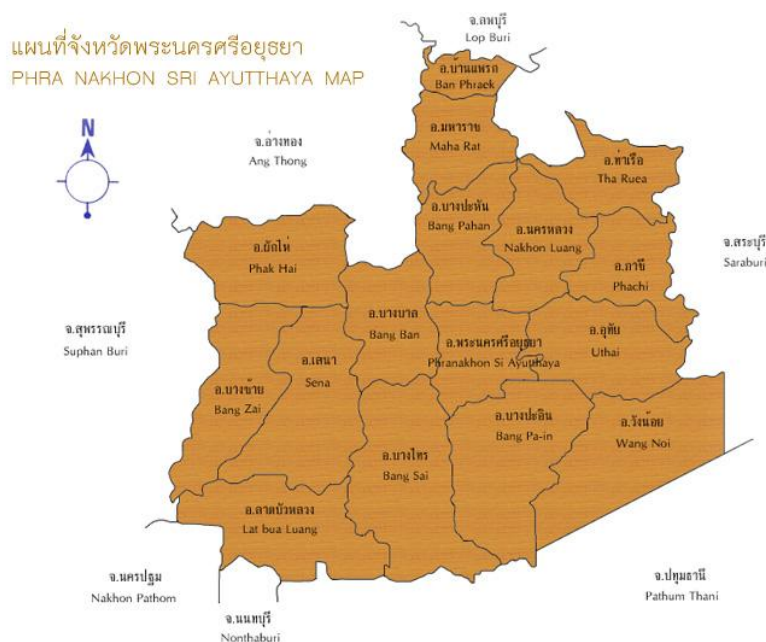 แผนที่จังหวัดพระนครศรีอยุธยา
PHRA NAKHON SRI AYUTTHAYA MAP
จ.ลพบุรี
Lop Buri
N
อ.บ้านแพรก
Ban Phraek
อ.มหาราช
Maha Rat
จ.อ่างทอง
Ang Thong
อ.ท่าเรือ
Tha Ruea
อ.บางปะหัน
Bang Pahan
อ.นครหลวง
Nakhon Luang
อ.ผักไห่
Phak Hai
จ.สระบุรี
Saraburi
อ.ภาชี
Phachi
อ.บางบาล
Bang Ban
จ.สุพรรณบุรี
Suphan Buri
อ.เสนา
Sena
อ.พระนครศรีอยุธยา
Phranakhon Si Ayutthaya
อ.อุทัย
Uthai
อ.บางซ้าย
Bang Zai
อ.บางปะอิน
Bang Pa-in
อ.วังน้อย
Wang Noi
อ.บางไทร
Bang Sai
อ.ลาดบัวหลวง
Lat bua Luang
จ.นครปฐม
Nakhon Pathom
จ.ปทุมธานี
Pathum Thani
จ.นนทบุรี
Nonthaburi